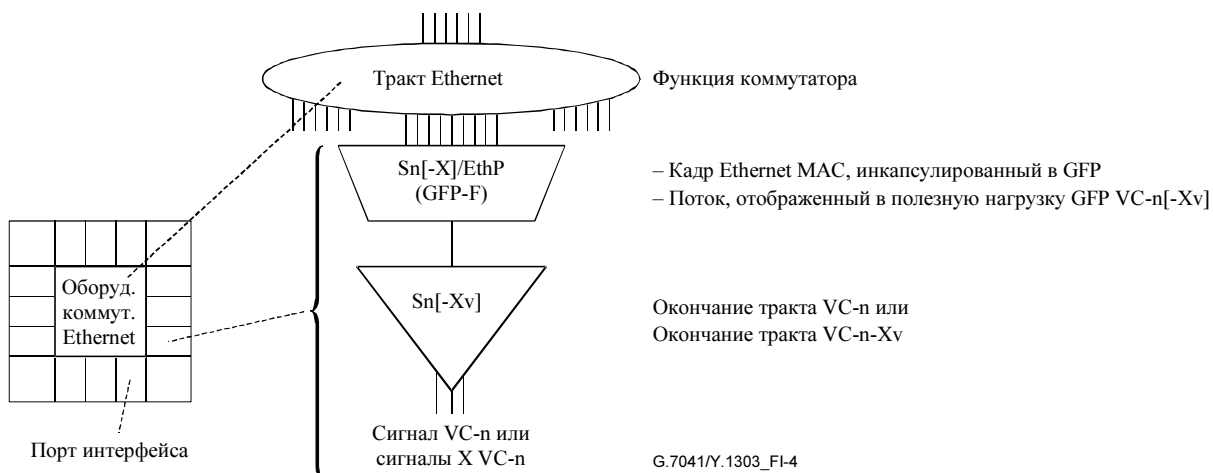 Тракт Ethernet
Функция коммутатора
Sn[-X]/EthP
(GFP-F)
– Кадр Ethernet MAC, инкапсулированный в GFP
– Поток, отображенный в полезную нагрузку GFP VC-n[-Xv]
Оборуд.
коммут.
Ethernet
Sn[-Xv]
Окончание тракта VC-n или
Окончание тракта VC-n-Xv
Порт интерфейса
Сигнал VC-n или
сигналы X VC-n
G.7041/Y.1303_FI-4